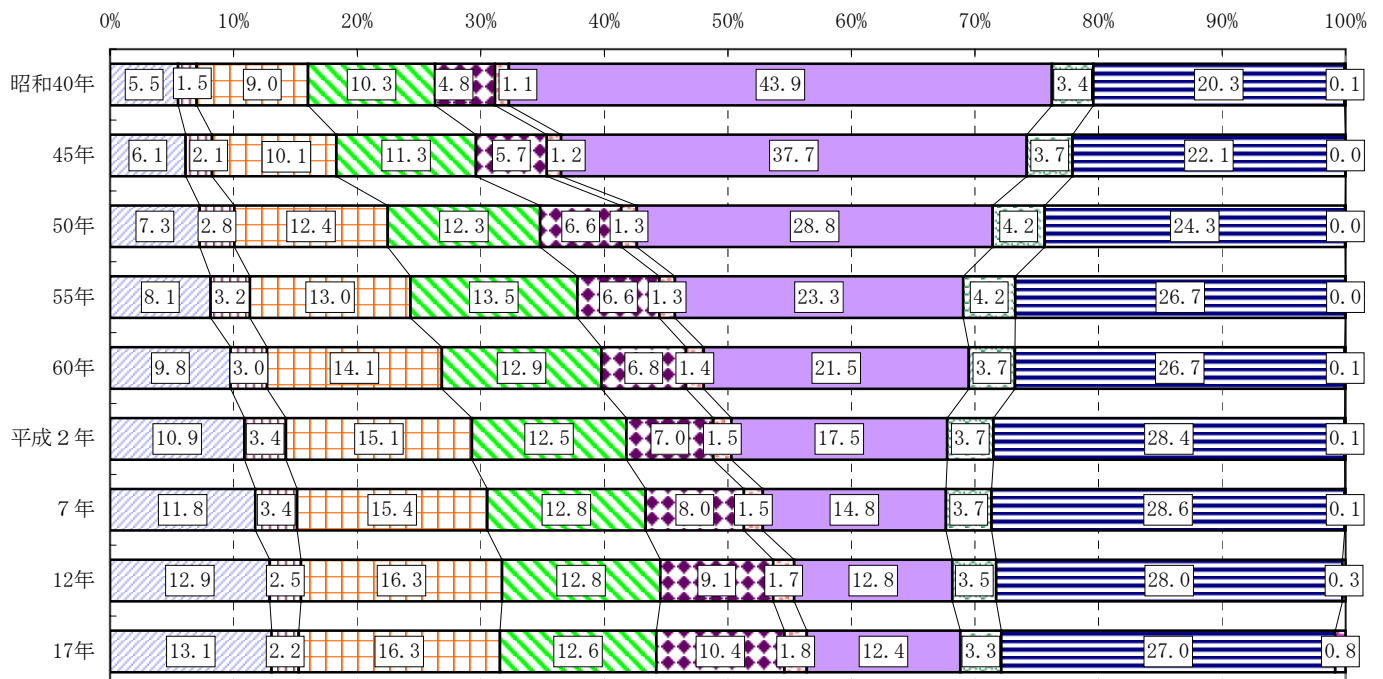 0% 10% 20% 30% 40% 50% 60% 70% 80% 90% 100%
昭和40年 5.5 1.5 9.0 10.3 4.8 1.1 43.9 3.4 20.3 0.1
45年 6.1 2.1 10.1 11.3 5.7 1.2 37.7 3.7 22.1 0.0
50年 7.3 2.8 12.4 12.3 6.6 1.3 28.8 4.2 24.3 0.0
55年 8.1 3.2 13.0 13.5 6.6 1.3 23.3 4.2 26.7 0.0
60年 9.8 3.0 14.1 12.9 6.8 1.4 21.5 3.7 26.7 0.1
平成2年 10.9 3.4 15.1 12.5 7.0 1.5 17.5 3.7 28.4 0.1
7年 11.8 3.4 15.4 12.8 8.0 1.5 14.8 3.7 28.6 0.1
12年 12.9 2.5 16.3 12.8 9.1 1.7 12.8 3.5 28.0 0.3
17年 13.1 2.2 16.3 12.6 10.4 1.8 12.4 3.3 27.0 0.8